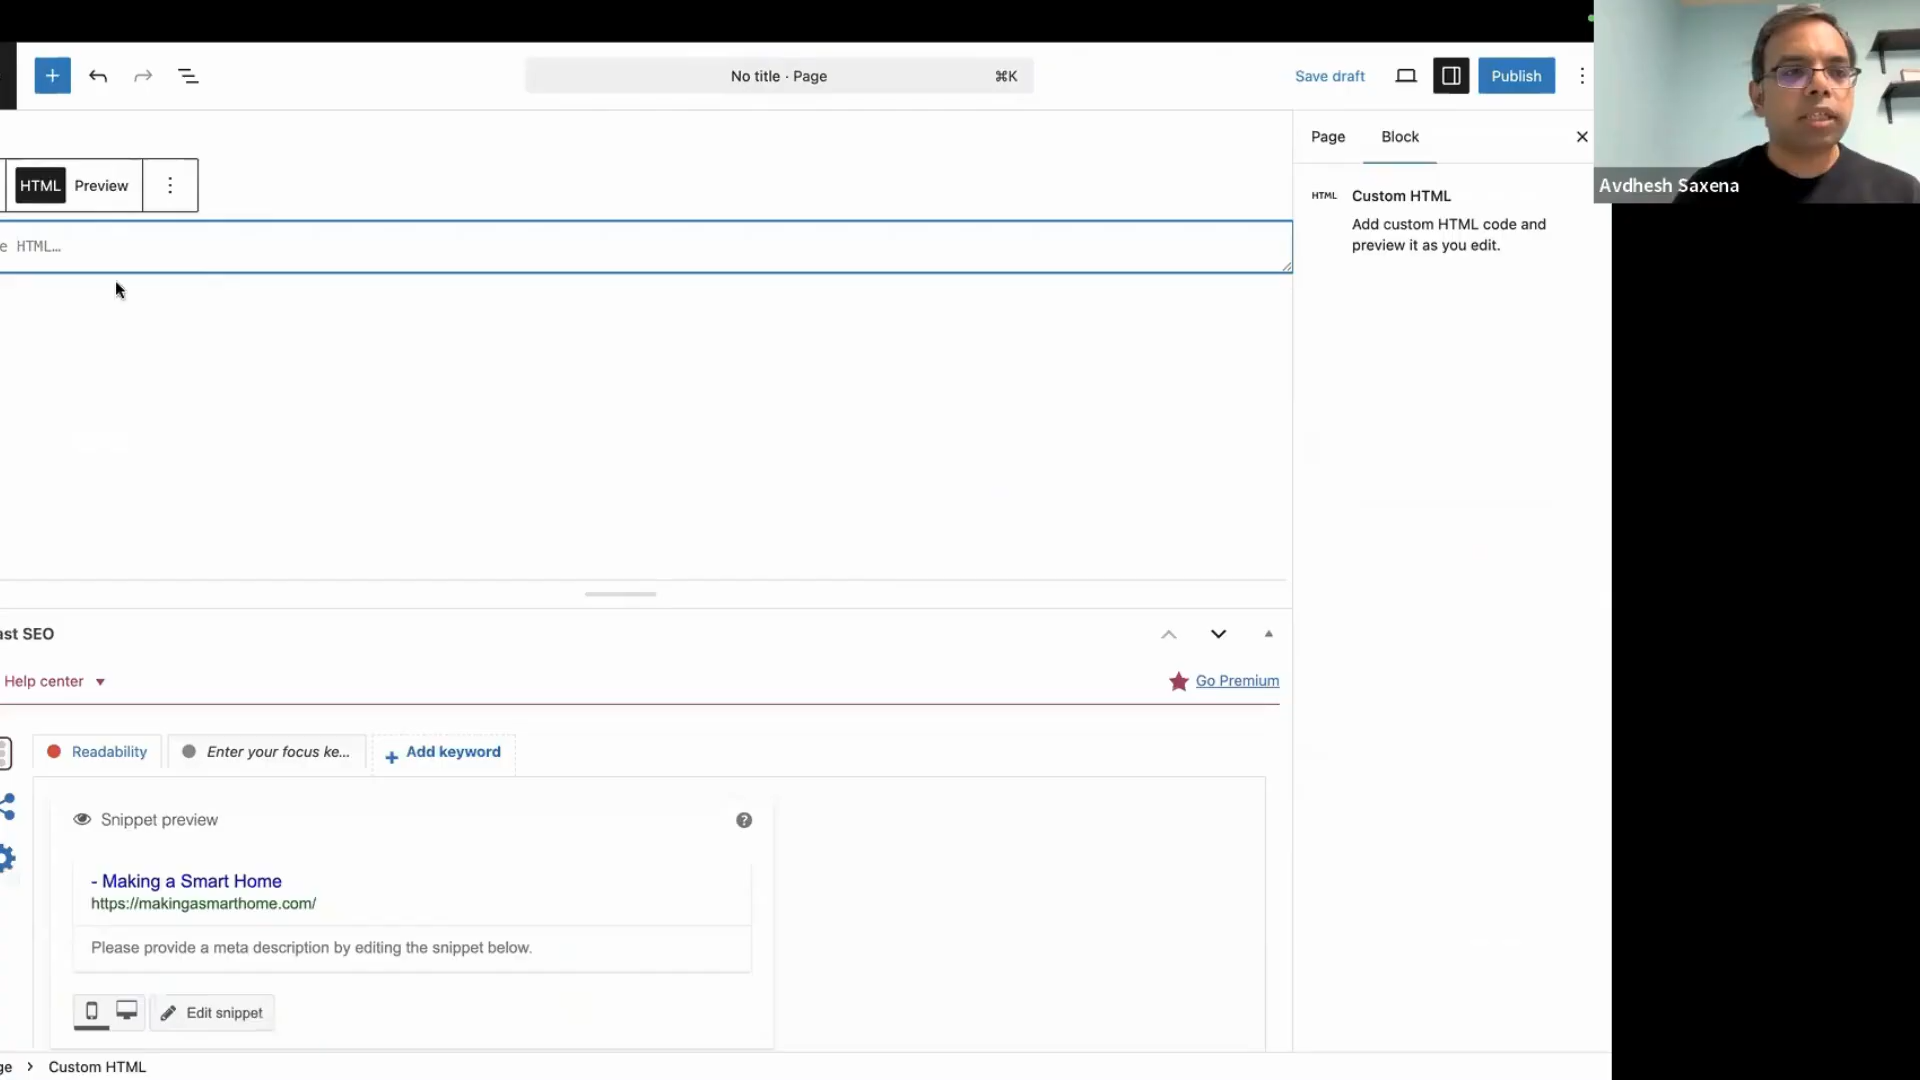 No title · Page ⌘K
Save draft
Publish
Page
Block
Avdhesh Saxena
HTML
Preview
HTML
Custom HTML
Add custom HTML code and
preview it as you edit.
e HTML…
ast SEO
Help center
Go Premium
Readability
Enter your focus ke...
+ Add keyword
Snippet preview
?
- Making a Smart Home
https://makingasmarthome.com/
Please provide a meta description by editing the snippet below.
Edit snippet
ge › Custom HTML